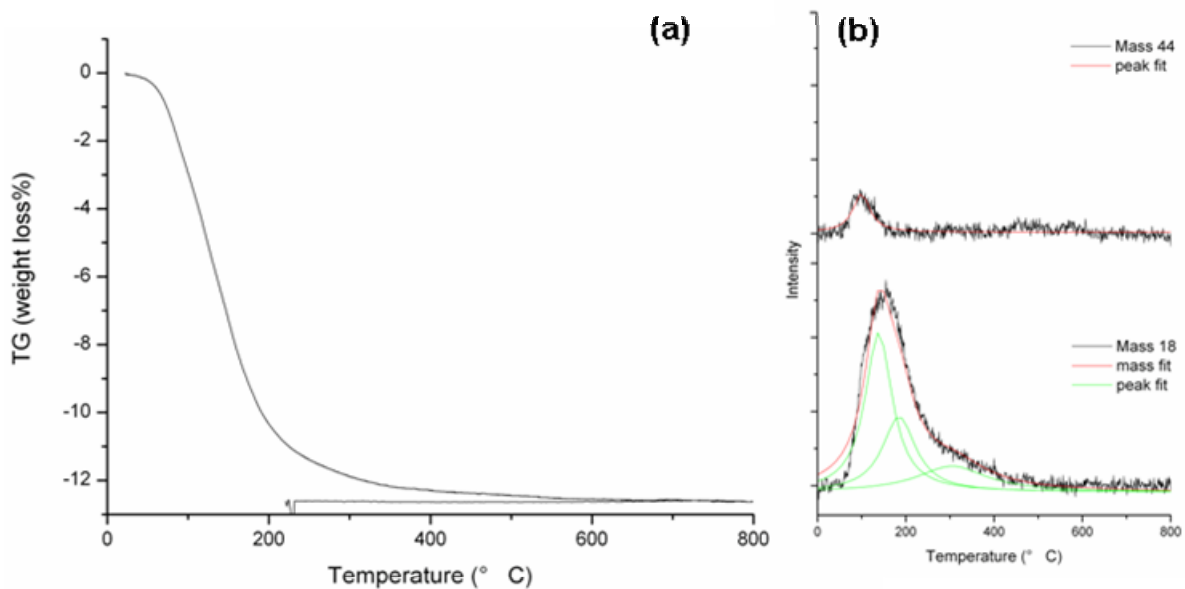 (a)
0
-2
-4
-6
-8
-10
-12
TG (weight loss%)
0
200
400
600
800
Temperature (° C)
(b)
Mass 44
peak fit
Intensity
Mass 18
mass fit
peak fit
0
200
400
600
800
Temperature (° C)